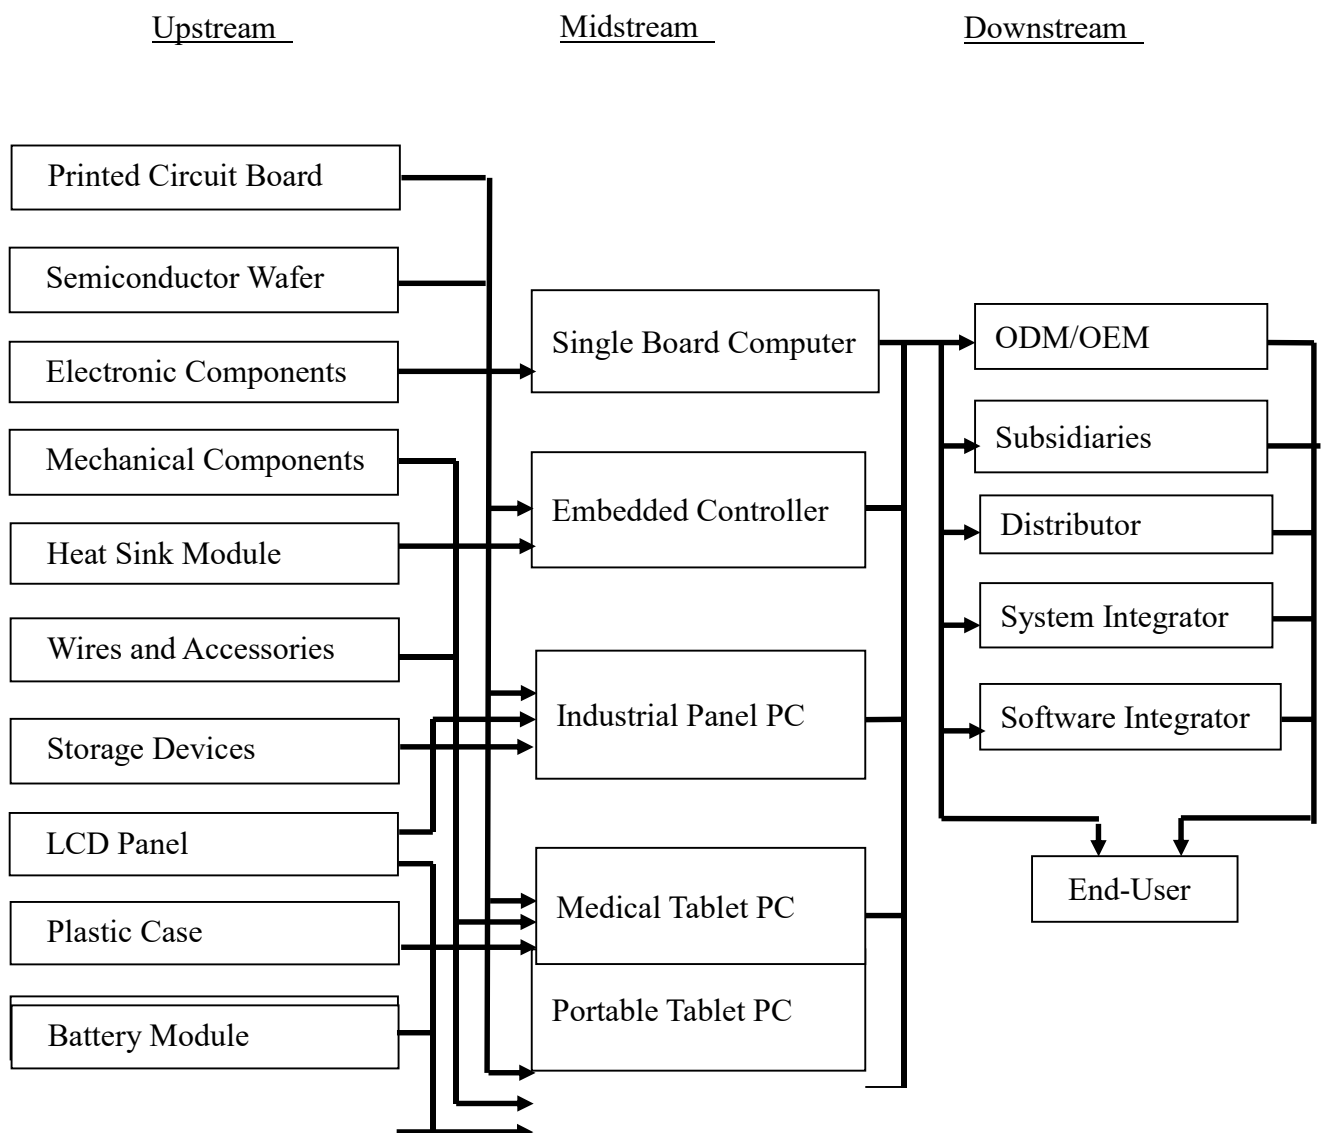 Upstream
Midstream
Downstream
Printed Circuit Board
Semiconductor Wafer
Electronic Components
Mechanical Components
Heat Sink Module
Wires and Accessories
Storage Devices
LCD Panel
Plastic Case
Battery Module
Single Board Computer
Embedded Controller
Industrial Panel PC
Medical Tablet PC
Portable Tablet PC
ODM/OEM
Subsidiaries
Distributor
System Integrator
Software Integrator
End-User